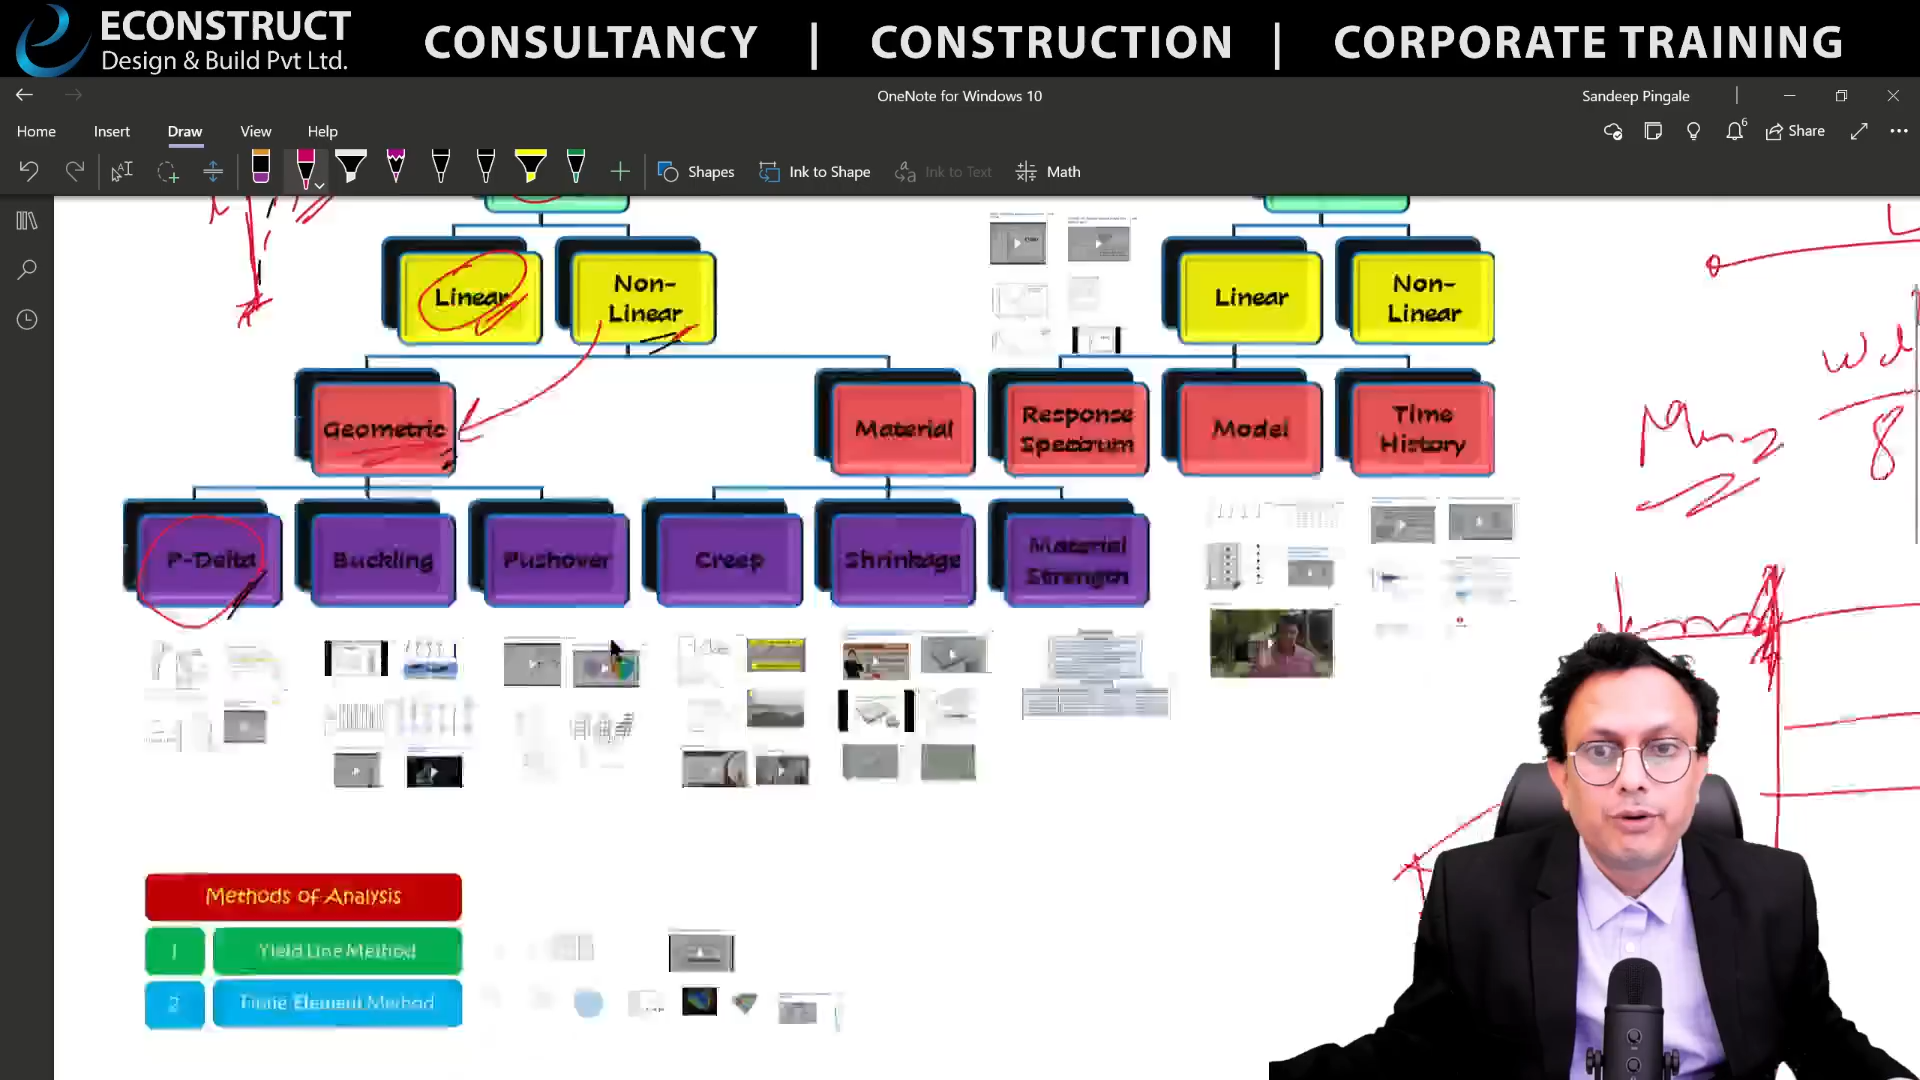 ECONSTRUCT
Design & Build Pvt Ltd.
CONSULTANCY | CONSTRUCTION | CORPORATE TRAINING
OneNote for Windows 10
Sandeep Pingale
Home Insert Draw View Help
6
Share
Shapes
Ink to Shape
Ink to Text
Math
Linear
Non-
Linear
Linear
Non-
Linear
Geometric
Material
Response
Spectrum
Model
Time
History
P-Delta
Buckling
Pushover
Creep
Shrinkage
Material
Strength
8
Methods of Analysis
1 Yield Line Method
2 Finite Element Method